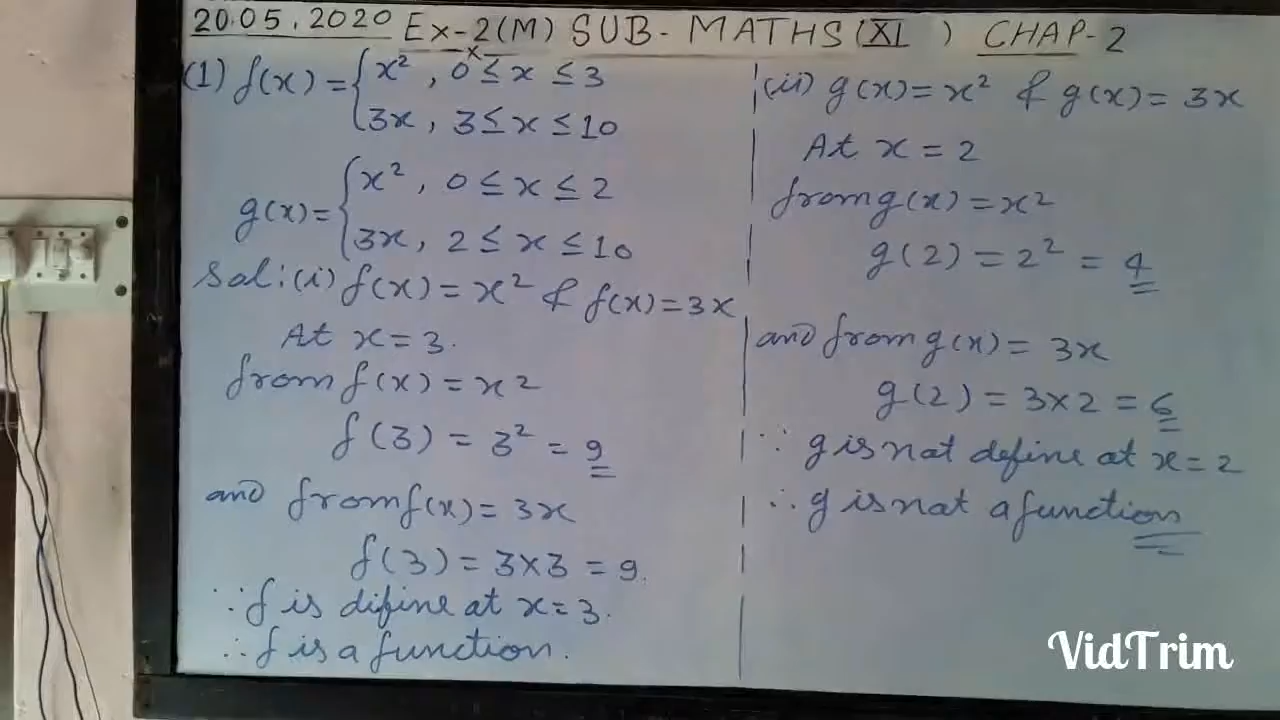 20.05.2020 Ex-2(M) SUB- MATHS (XI ) CHAP-2
x
(1) f(x) = { x², 0 ≤ x ≤ 3
3x, 3 ≤ x ≤ 10
g(x) = { x², 0 ≤ x ≤ 2
3x, 2 ≤ x ≤ 10
Sol: (i) f(x) = x² & f(x) = 3x
At x = 3.
from f(x) = x²
f(3) = 3² = 9
and from f(x) = 3x
f(3) = 3×3 = 9.
∵ f is difine at x = 3.
∴ f is a function.
(ii) g(x) = x² & g(x) = 3x
At x = 2
from g(x) = x²
g(2) = 2² = 4
and from g(x) = 3x
g(2) = 3×2 = 6
∵ g is not define at x = 2
∴ g is not a function
VidTrim